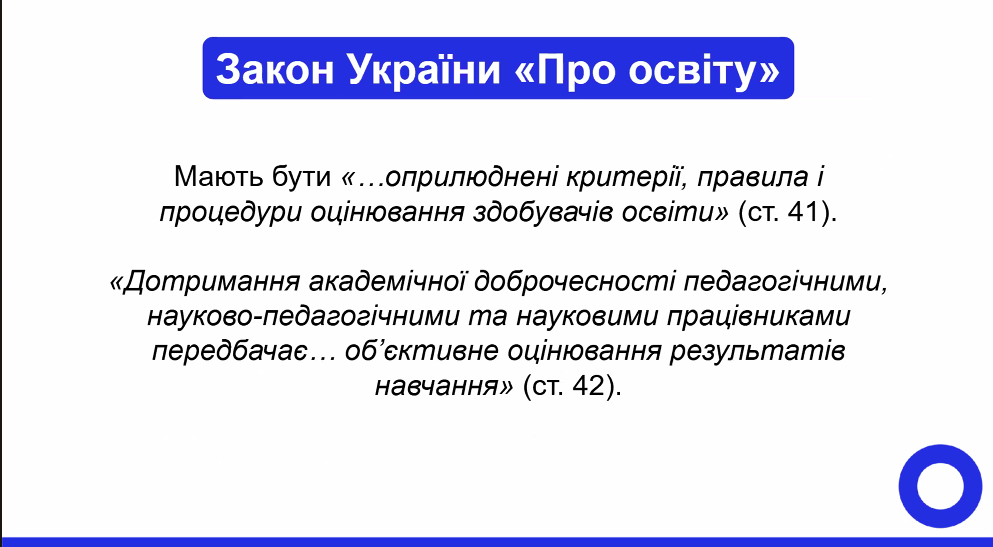 Закон України «Про освіту»
Мають бути «…оприлюднені критерії, правила і
процедури оцінювання здобувачів освіти» (ст. 41).
«Дотримання академічної доброчесності педагогічними,
науково-педагогічними та науковими працівниками
передбачає… об’єктивне оцінювання результатів
навчання» (ст. 42).